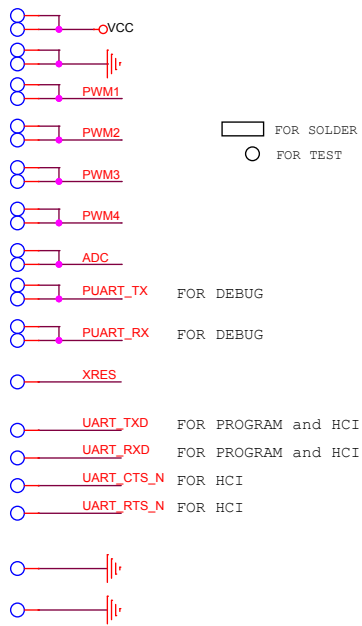 VCC
PWM1
PWM2
FOR SOLDER
FOR TEST
PWM3
PWM4
ADC
PUART_TX FOR DEBUG
PUART_RX FOR DEBUG
XRES
UART_TXD FOR PROGRAM and HCI
UART_RXD FOR PROGRAM and HCI
UART_CTS_N FOR HCI
UART_RTS_N FOR HCI